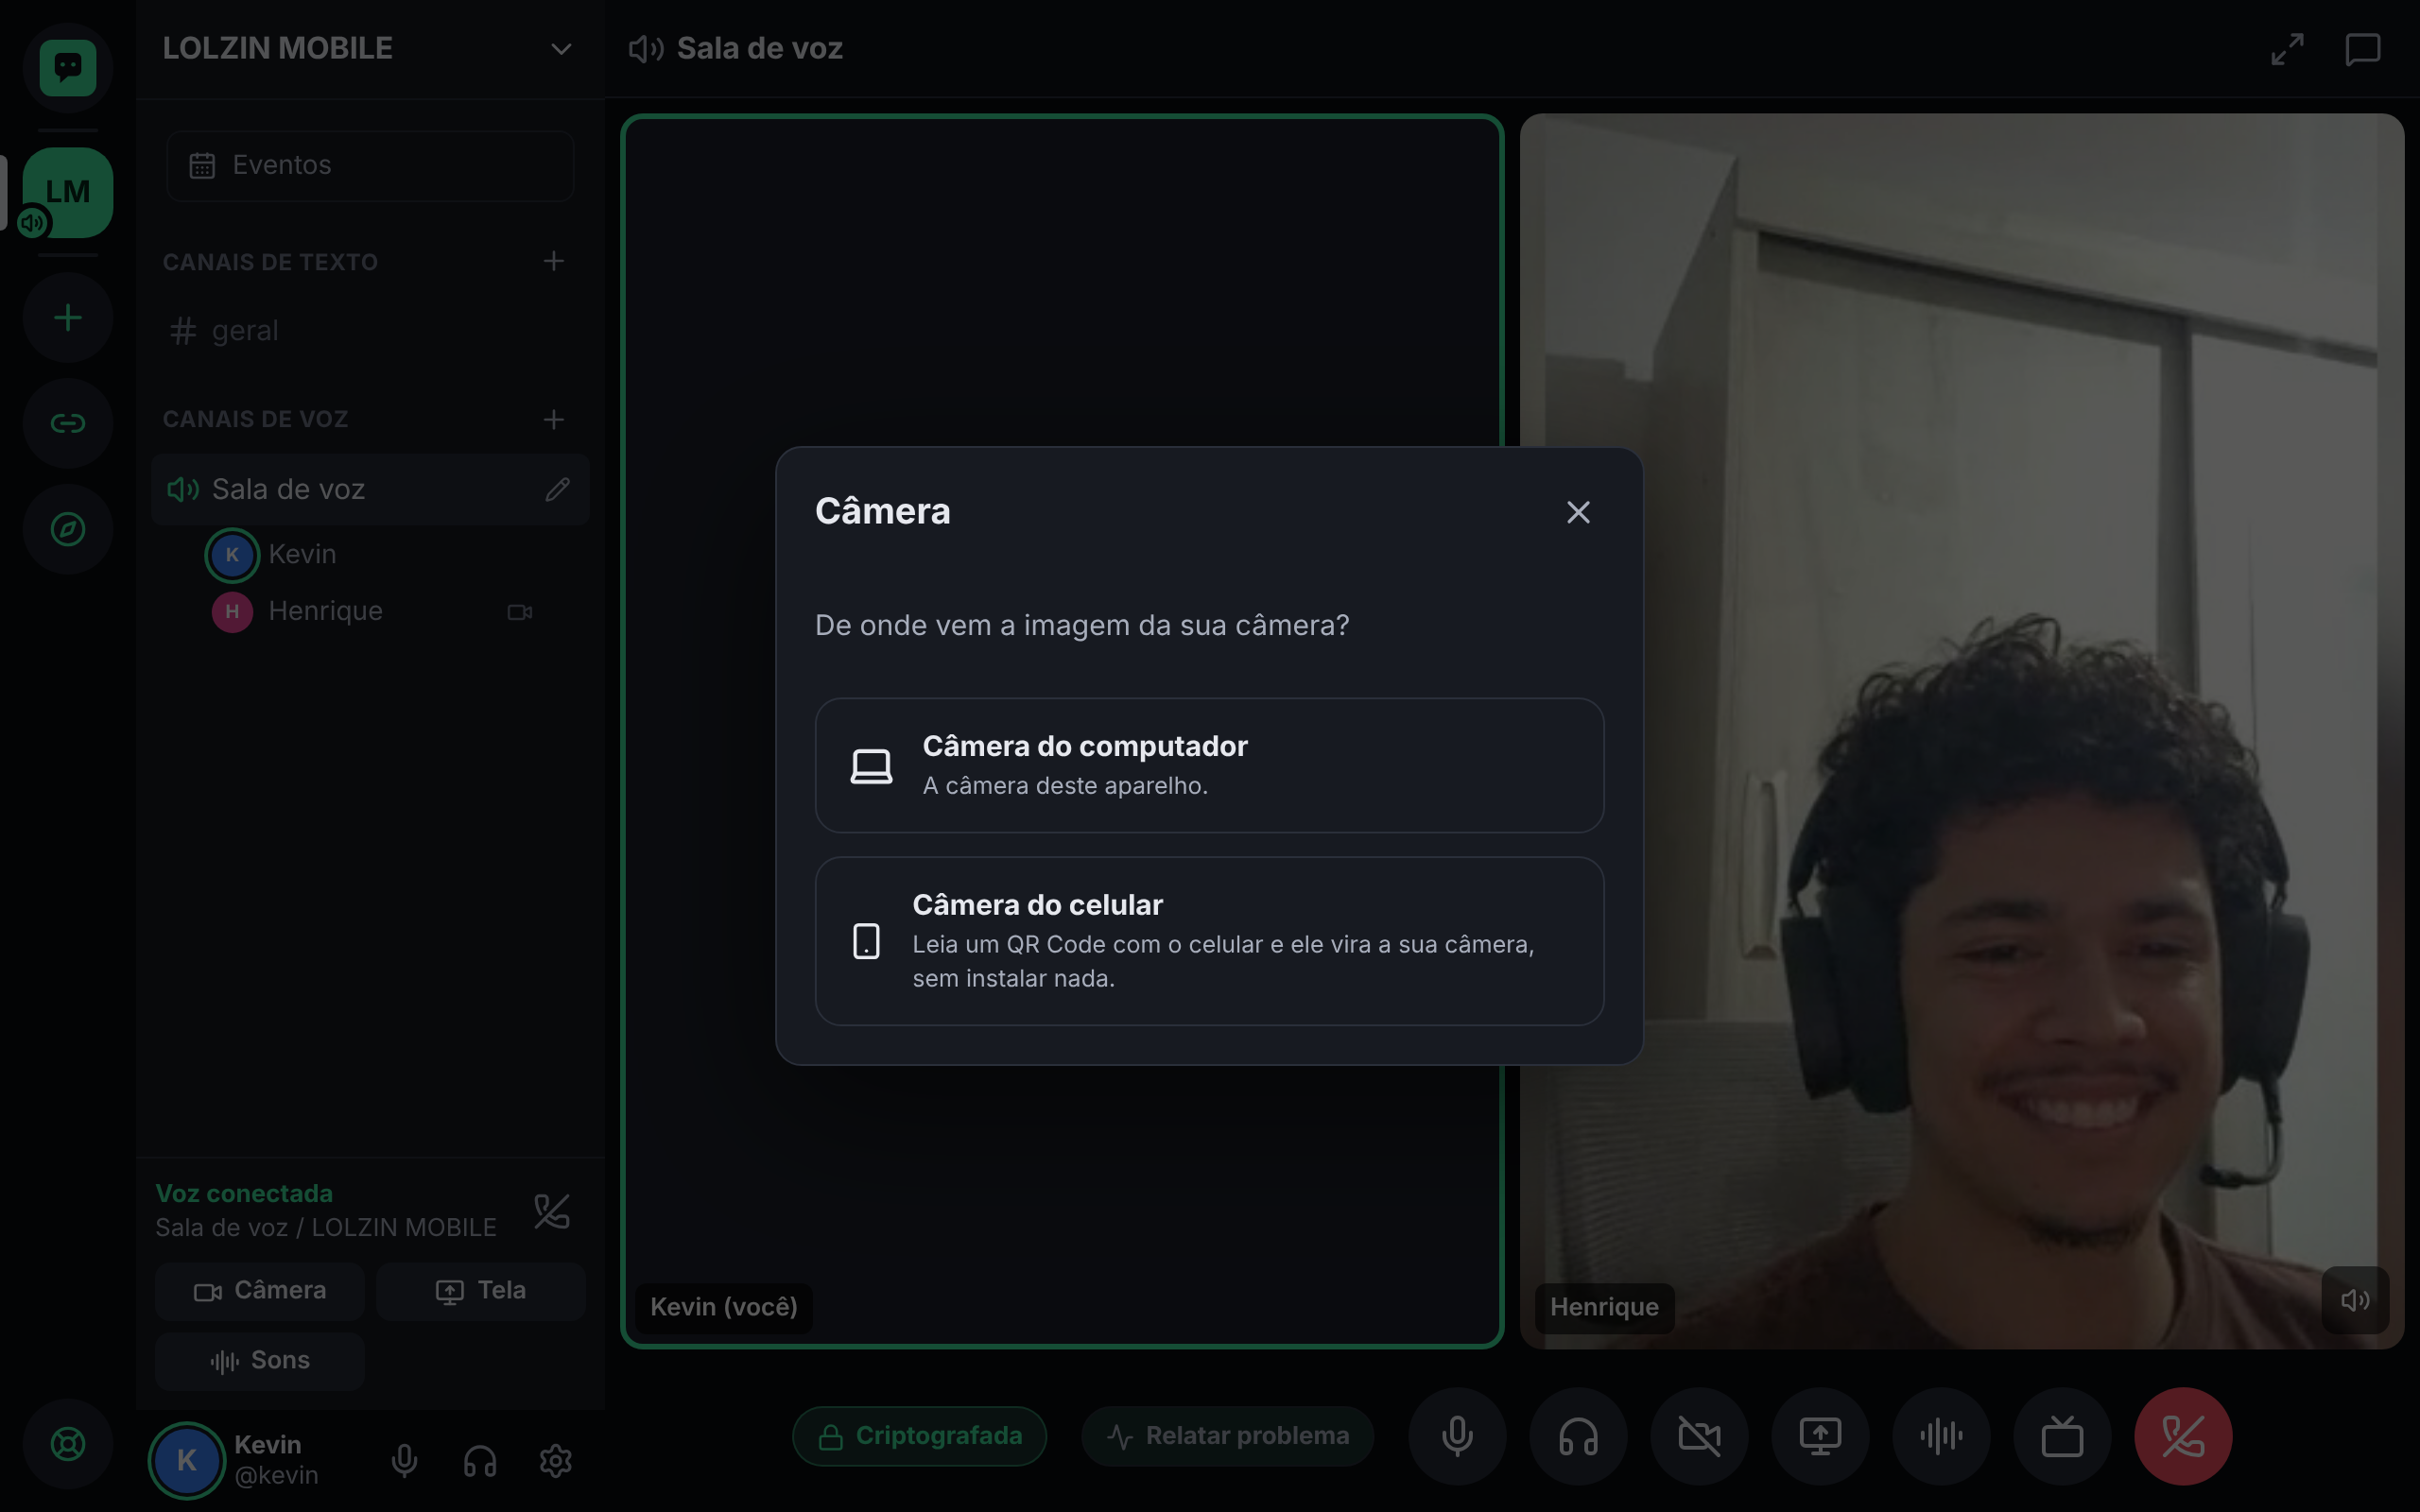 LOLZIN MOBILE
Sala de voz
Eventos
LM
CANAIS DE TEXTO
# geral
CANAIS DE VOZ
Sala de voz
K Kevin
H Henrique
Câmera
De onde vem a imagem da sua câmera?
Câmera do computador
A câmera deste aparelho.
Câmera do celular
Leia um QR Code com o celular e ele vira a sua câmera,
sem instalar nada.
Voz conectada
Sala de voz / LOLZIN MOBILE
Câmera
Tela
Sons
Kevin (você)
Henrique
K
Kevin
@kevin
Criptografada
Relatar problema